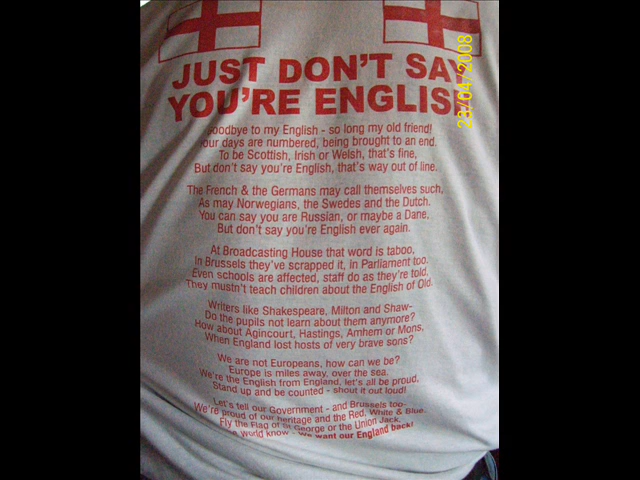 JUST DON'T SAY
YOU'RE ENGLISH
Goodbye to my English - so long my old friend!
Your days are numbered, being brought to an end.
To be Scottish, Irish or Welsh, that's fine,
But don't say you're English, that's way out of line.
The French & the Germans may call themselves such,
As may Norwegians, the Swedes and the Dutch.
You can say you are Russian, or maybe a Dane,
But don't say you're English ever again.
At Broadcasting House that word is taboo,
In Brussels they've scrapped it, In Parliament too.
Even schools are affected, staff do as they're told,
They mustn't teach children about the English of Old.
Writers like Shakespeare, Milton and Shaw-
Do the pupils not learn about them anymore?
How about Agincourt, Hastings, Arnhem or Mons,
When England lost hosts of very brave sons?
We are not Europeans, how can we be?
Europe is miles away, over the sea.
We're the English from England, let's all be proud,
Stand up and be counted - shout it out loud!
Let's tell our Government - and Brussels too-
We're proud of our heritage and the Red, White & Blue.
Fly the Flag of St George or the Union Jack,
world know - we want our England back!
23/04/2008